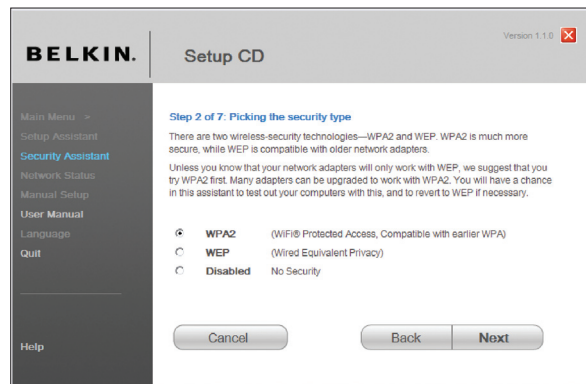 Version 1.1.0
BELKIN.
Setup CD
Main Menu >
Setup Assistant
Security Assistant
Network Status
Manual Setup
User Manual
Language
Quit
Help
Step 2 of 7: Picking the security type
There are two wireless-security technologies—WPA2 and WEP. WPA2 is much more
secure, while WEP is compatible with older network adapters.
Unless you know that your network adapters will only work with WEP, we suggest that you
try WPA2 first. Many adapters can be upgraded to work with WPA2. You will have a chance
in this assistant to test out your computers with this, and to revert to WEP if necessary.
WPA2 (WiFi® Protected Access, Compatible with earlier WPA)
WEP (Wired Equivalent Privacy)
Disabled No Security
Cancel
Back
Next